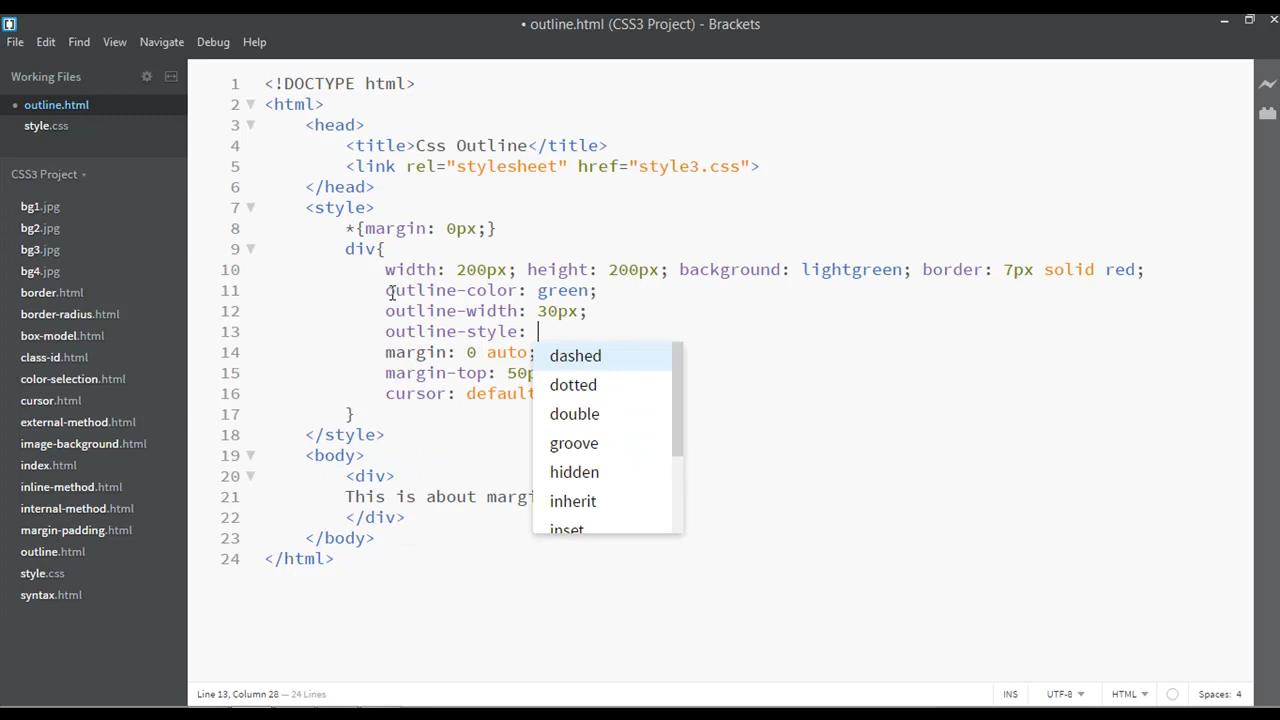 • outline.html (CSS3 Project) - Brackets
File Edit Find View Navigate Debug Help
Working Files
• outline.html
style.css
CSS3 Project
bg1.jpg
bg2.jpg
bg3.jpg
bg4.jpg
border.html
border-radius.html
box-model.html
class-id.html
color-selection.html
cursor.html
external-method.html
image-background.html
index.html
inline-method.html
internal-method.html
margin-padding.html
outline.html
style.css
syntax.html
1 <!DOCTYPE html>
2 <html>
3 <head>
4 <title>Css Outline</title>
5 <link rel="stylesheet" href="style3.css">
6 </head>
7 <style>
8 *{margin: 0px;}
9 div{
10 width: 200px; height: 200px; background: lightgreen; border: 7px solid red;
11 outline-color: green;
12 outline-width: 30px;
13 outline-style:
14 margin: 0 auto;
15 margin-top: 50p
16 cursor: default
17 }
18 </style>
19 <body>
20 <div>
21 This is about margi
22 </div>
23 </body>
24 </html>
dashed
dotted
double
groove
hidden
inherit
inset
Line 13, Column 28 — 24 Lines
INS UTF-8 HTML Spaces: 4